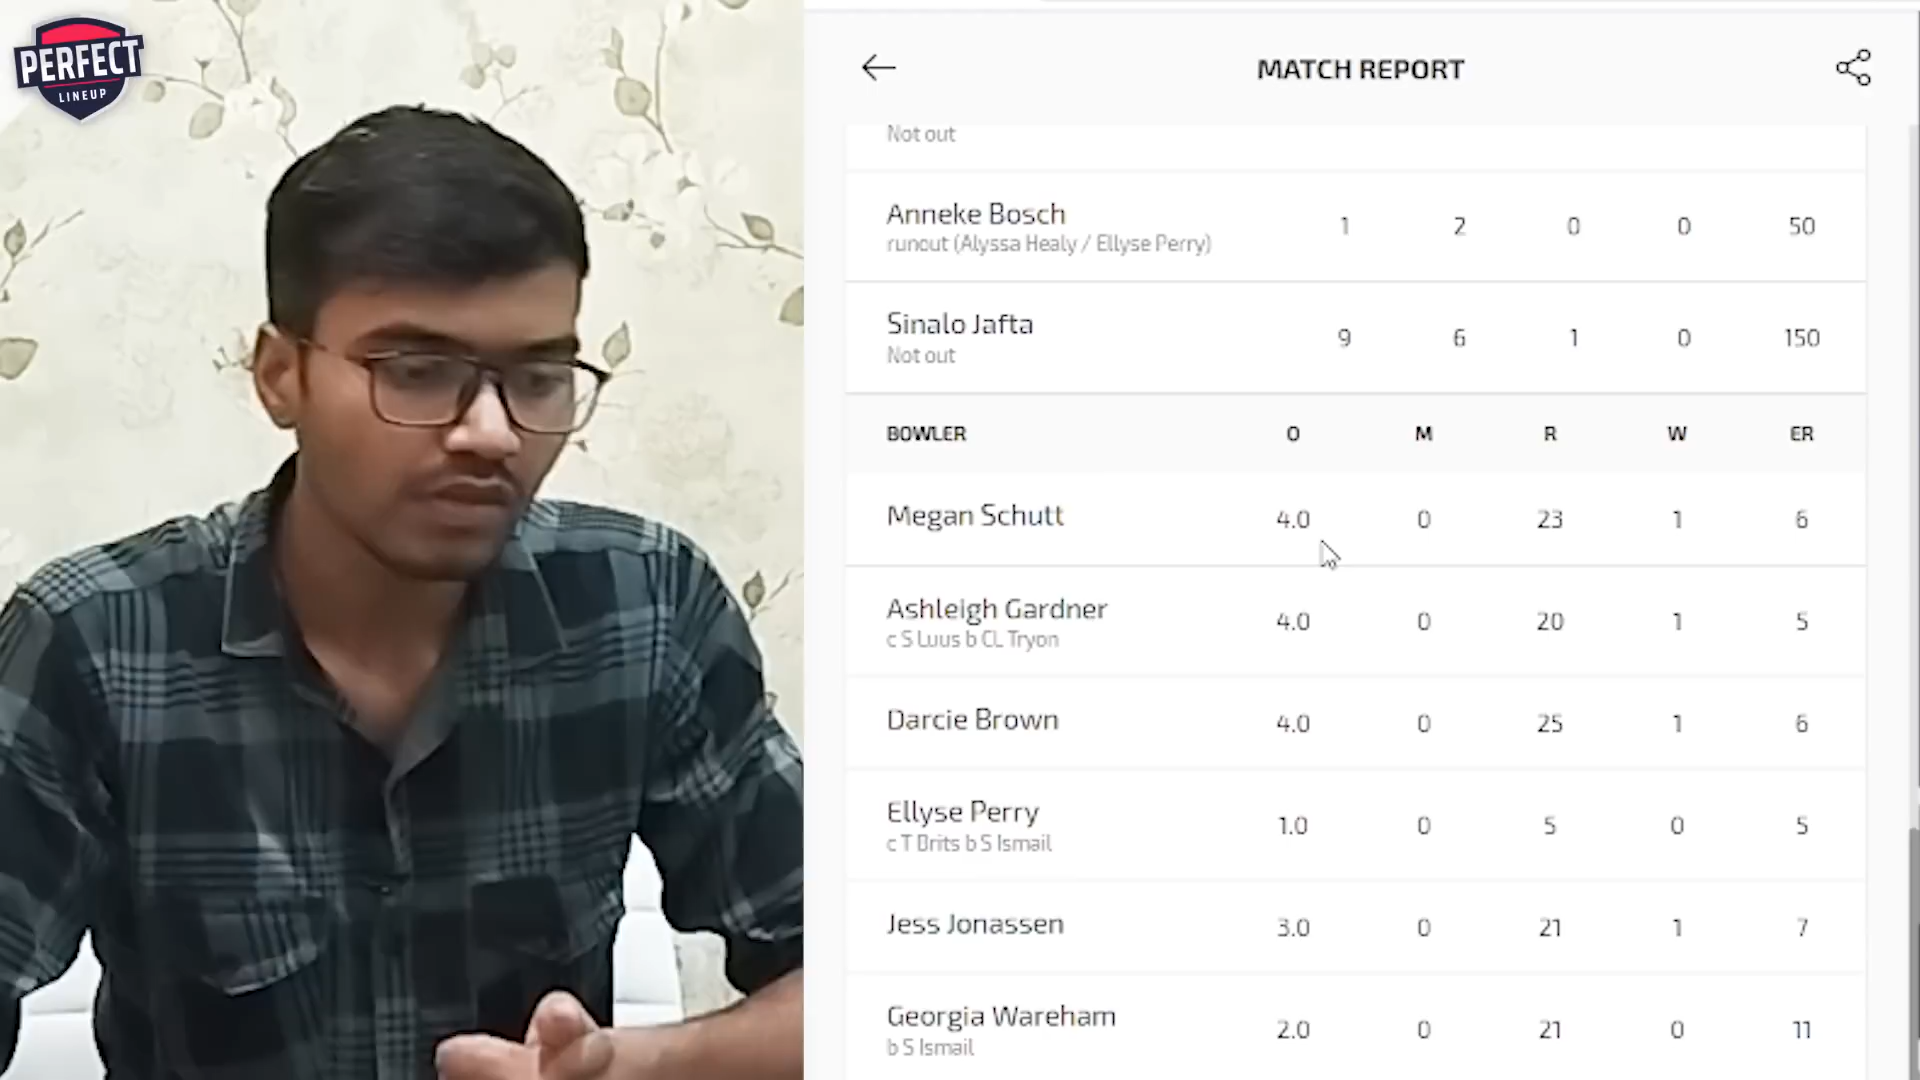 PERFECT
LINEUP
MATCH REPORT
Not out
Anneke Bosch 1 2 0 0 50
runout (Alyssa Healy / Ellyse Perry)
Sinalo Jafta 9 6 1 0 150
Not out
BOWLER O M R W ER
Megan Schutt 4.0 0 23 1 6
Ashleigh Gardner 4.0 0 20 1 5
c S Luus b CL Tryon
Darcie Brown 4.0 0 25 1 6
Ellyse Perry 1.0 0 5 0 5
c T Brits b S Ismail
Jess Jonassen 3.0 0 21 1 7
Georgia Wareham 2.0 0 21 0 11
b S Ismail